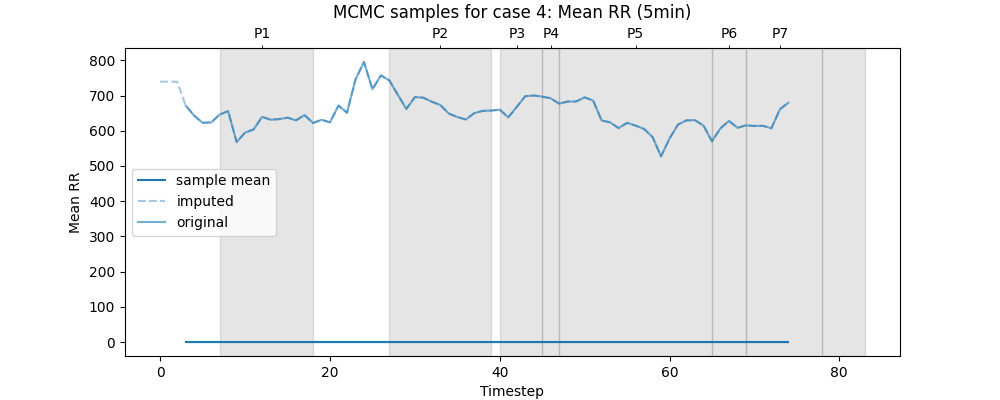 MCMC samples for case 4: Mean RR (5min)
P1 P2 P3 P4 P5 P6 P7
800
700
600
500
400
300
200
100
0
Mean RR
sample mean
imputed
original
0 20 40 60 80
Timestep